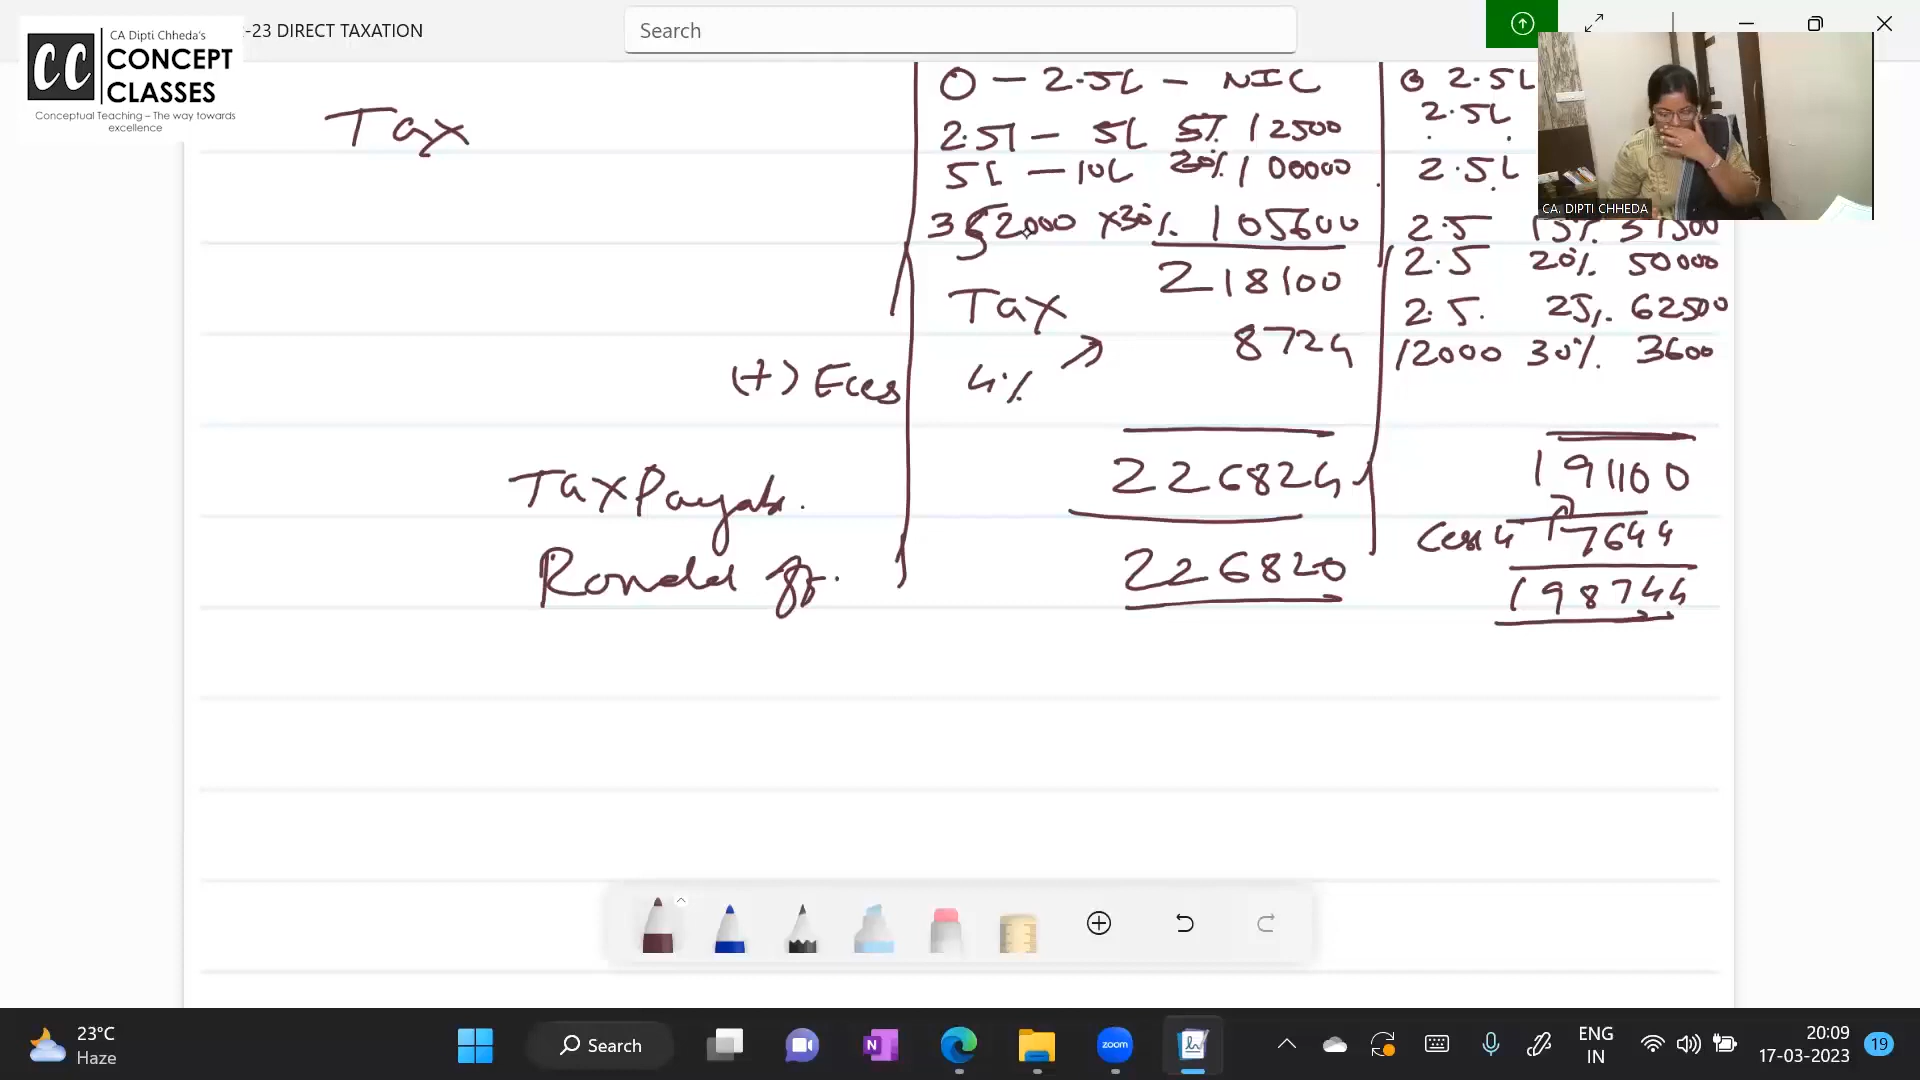 CA Dipti Chheda's
CC CONCEPT
CLASSES
Conceptual Teaching – The way towards
excellence
-23 DIRECT TAXATION
Search
CA. DIPTI CHHEDA
Tax
0 - 2.5L - NIL
2.5L - 5L 5% 12500
5L - 10L 20% 100000
352000 x30% 105600
218100
Tax
8724
(+) Ecess 4%
Tax Payable. 226824
Rounded off. 226820
0 2.5L
2.5L
2.5L
2.5 15% 37500
2.5 20% 50000
2.5. 25%. 62500
12000 30% 3600
191100
Cess 4 7644
198744
23°C
Haze
Search
zoom
ENG
IN
20:09
17-03-2023
19